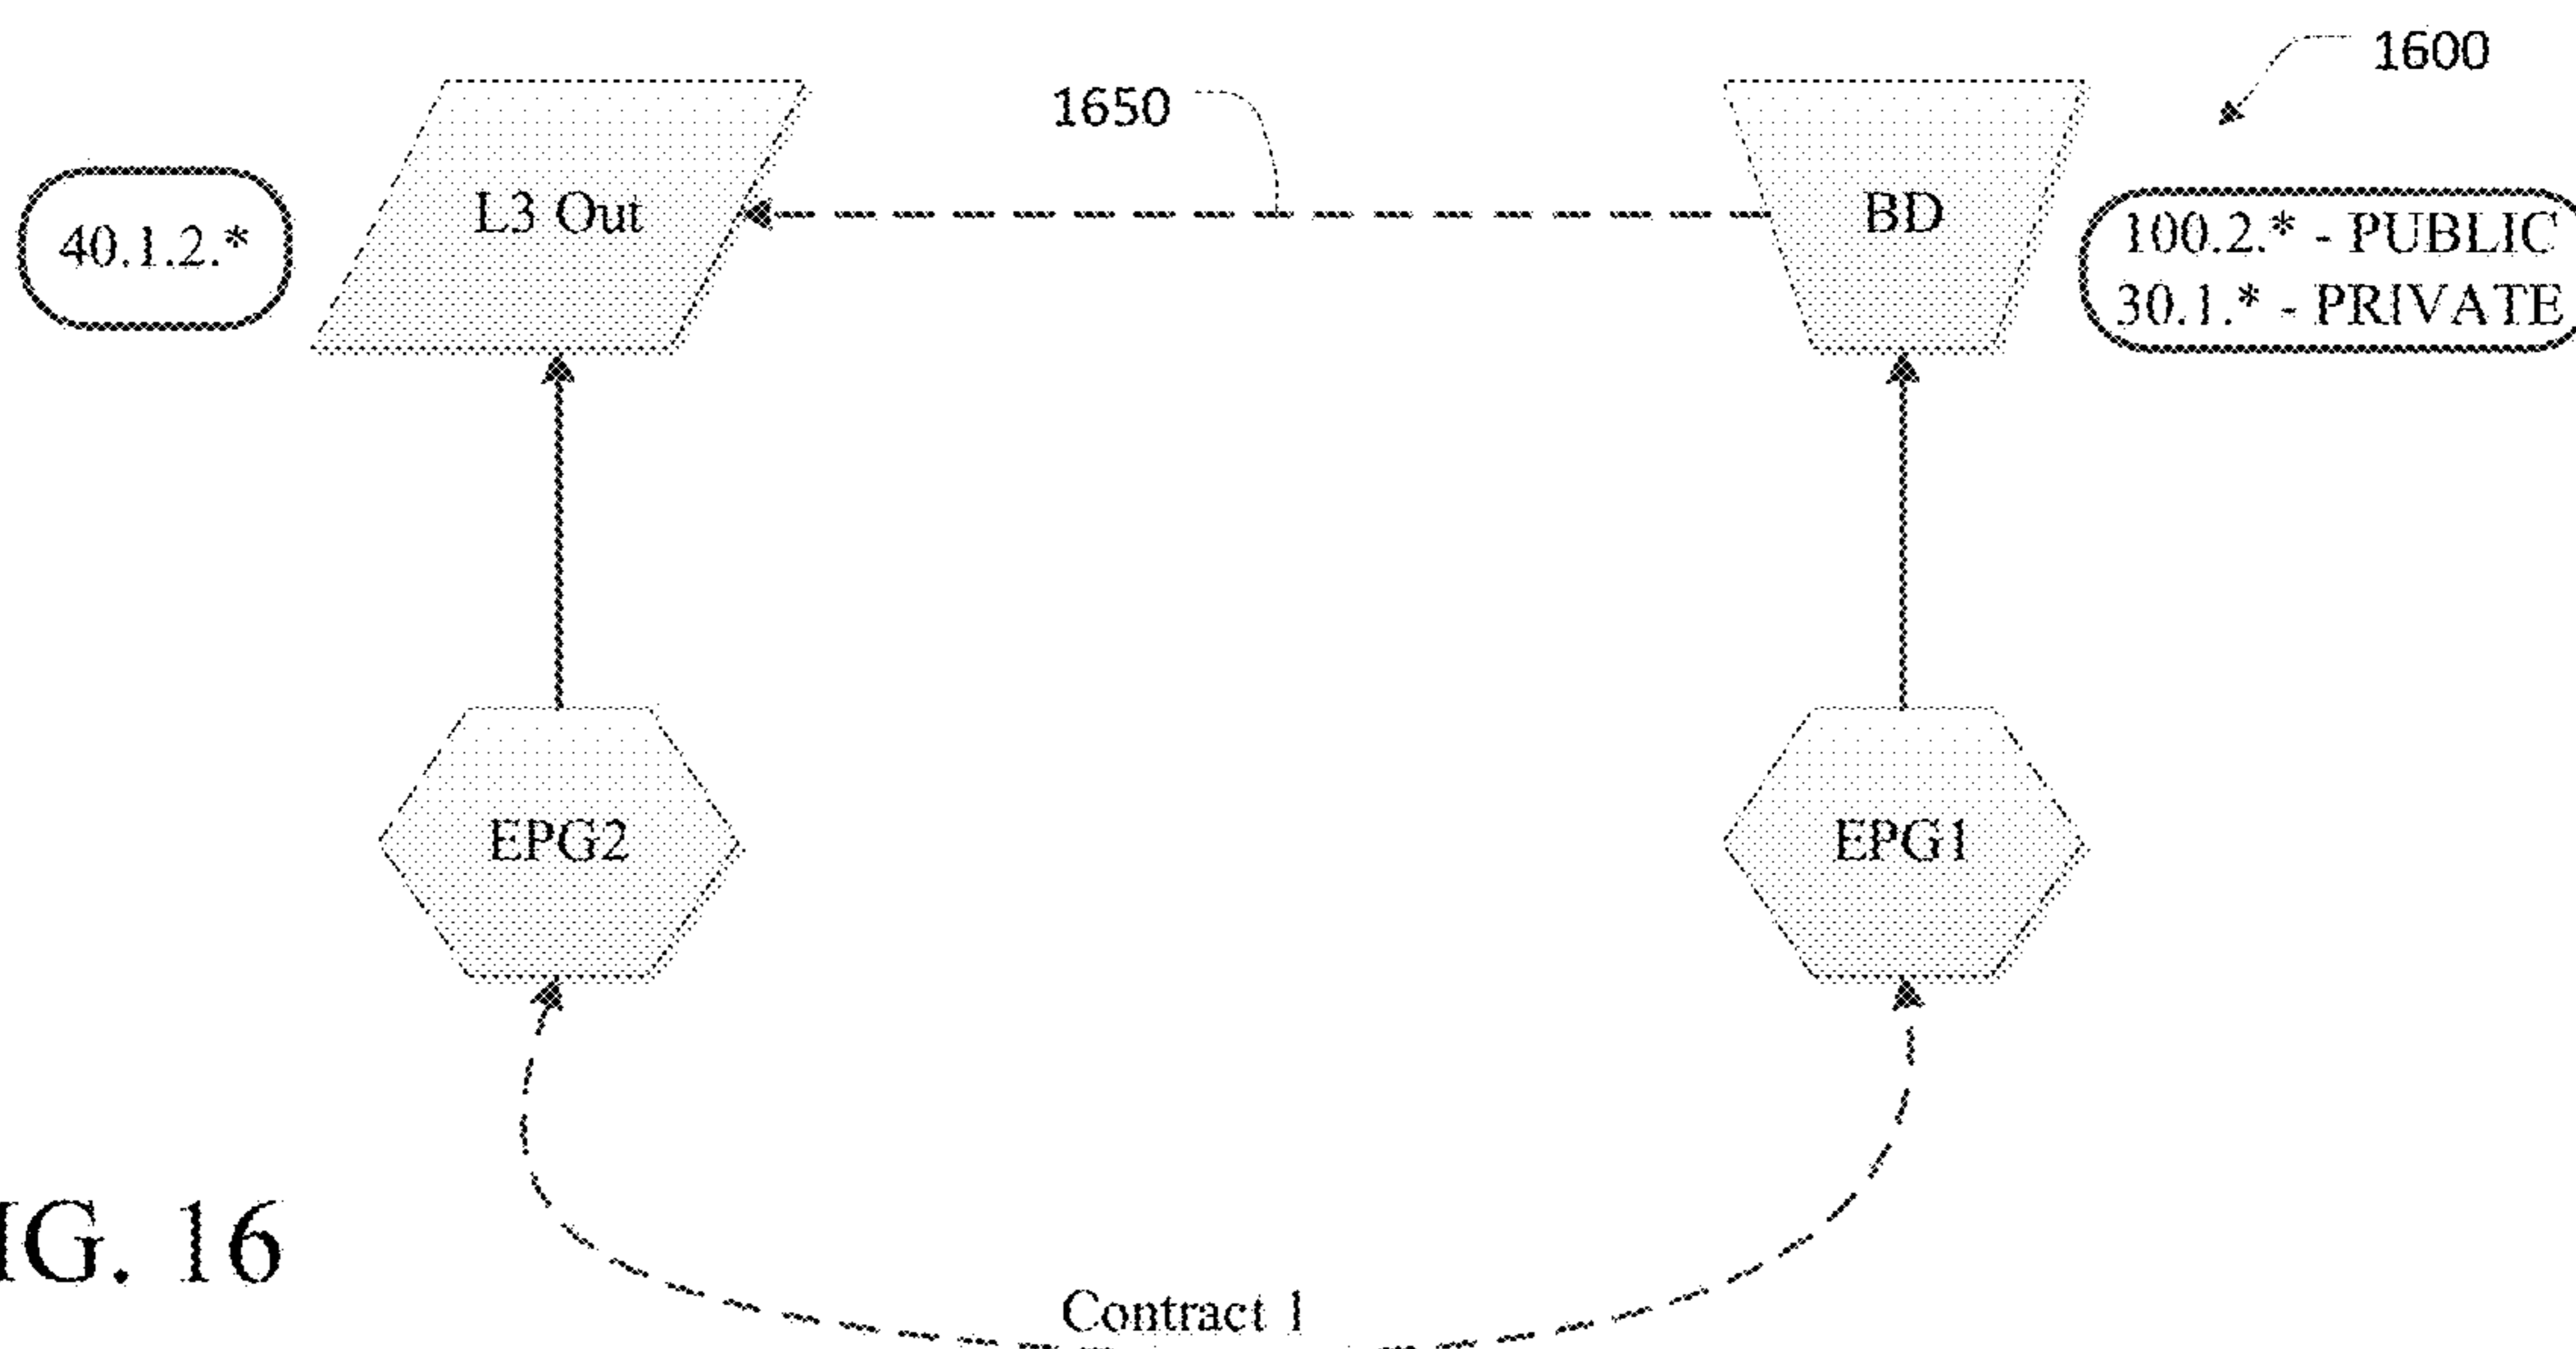 1600
1650
L3 Out
BD
40.1.2.*
100.2.* - PUBLIC
30.1.* - PRIVATE
EPG2
EPG1
IG. 16
Contract 1